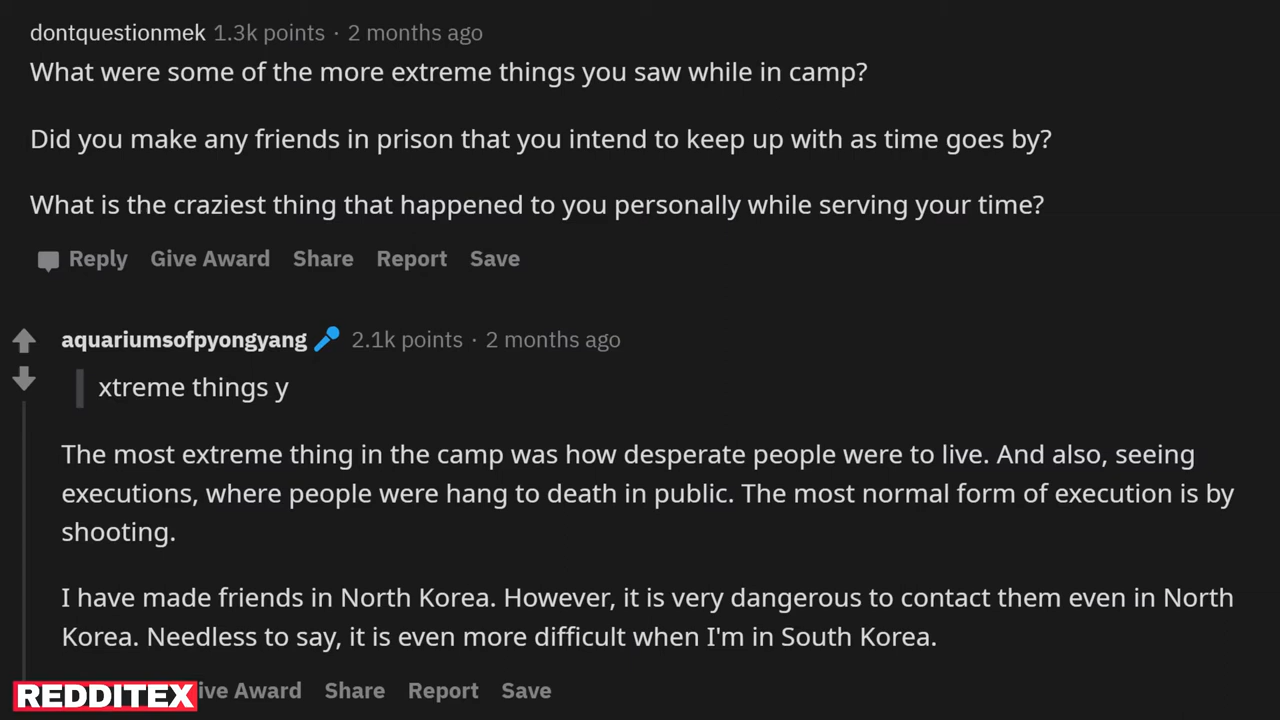 dontquestionmek 1.3k points · 2 months ago
What were some of the more extreme things you saw while in camp?
Did you make any friends in prison that you intend to keep up with as time goes by?
What is the craziest thing that happened to you personally while serving your time?
Reply Give Award Share Report Save
aquariumsofpyongyang 2.1k points · 2 months ago
xtreme things y
The most extreme thing in the camp was how desperate people were to live. And also, seeing
executions, where people were hang to death in public. The most normal form of execution is by
shooting.
I have made friends in North Korea. However, it is very dangerous to contact them even in North
Korea. Needless to say, it is even more difficult when I'm in South Korea.
REDDITEX ive Award Share Report Save